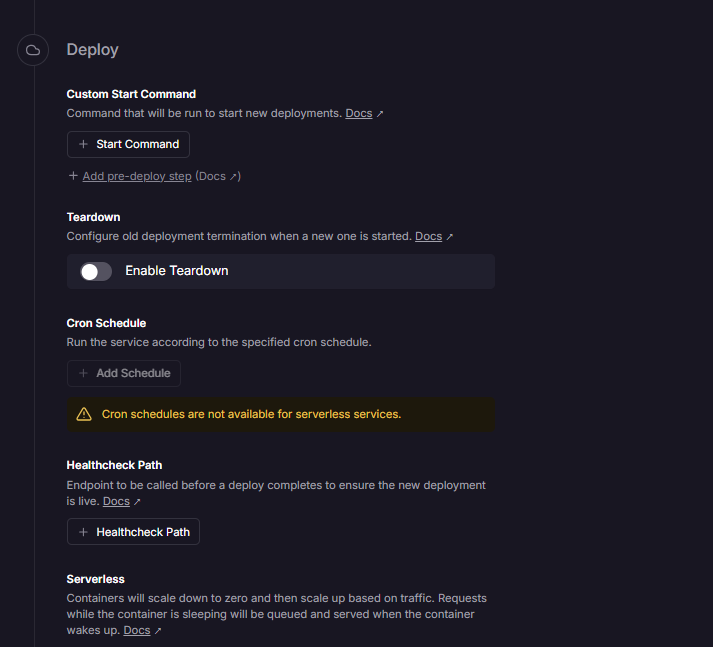 Deploy
Custom Start Command
Command that will be run to start new deployments. Docs ↗
+ Start Command
+ Add pre-deploy step (Docs ↗)
Teardown
Configure old deployment termination when a new one is started. Docs ↗
Enable Teardown
Cron Schedule
Run the service according to the specified cron schedule.
+ Add Schedule
Cron schedules are not available for serverless services.
Healthcheck Path
Endpoint to be called before a deploy completes to ensure the new deployment
is live. Docs ↗
+ Healthcheck Path
Serverless
Containers will scale down to zero and then scale up based on traffic. Requests
while the container is sleeping will be queued and served when the container
wakes up. Docs ↗